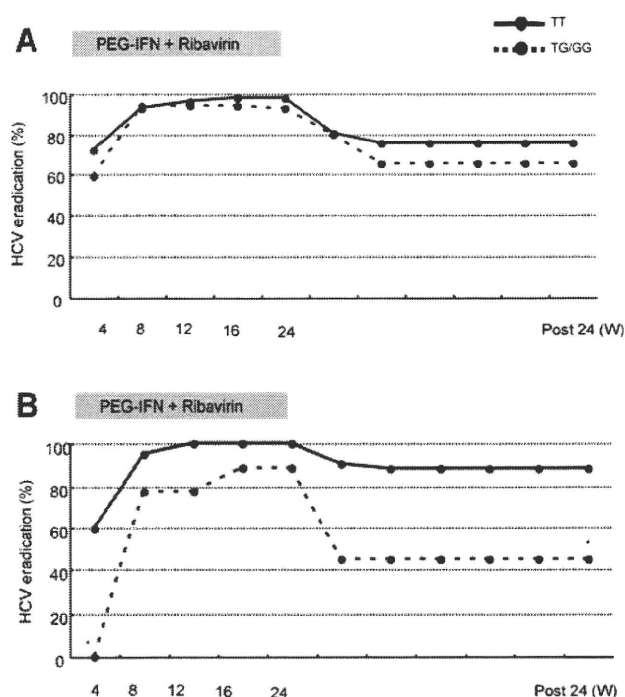 TT
A PEG-IFN + Ribavirin
TG/GG
100
80
60
40
20
0
HCV eradication (%)
4 8 12 16 24 Post 24 (W)
B PEG-IFN + Ribavirin
100
80
60
40
20
0
HCV eradication (%)
4 8 12 16 24 Post 24 (W)